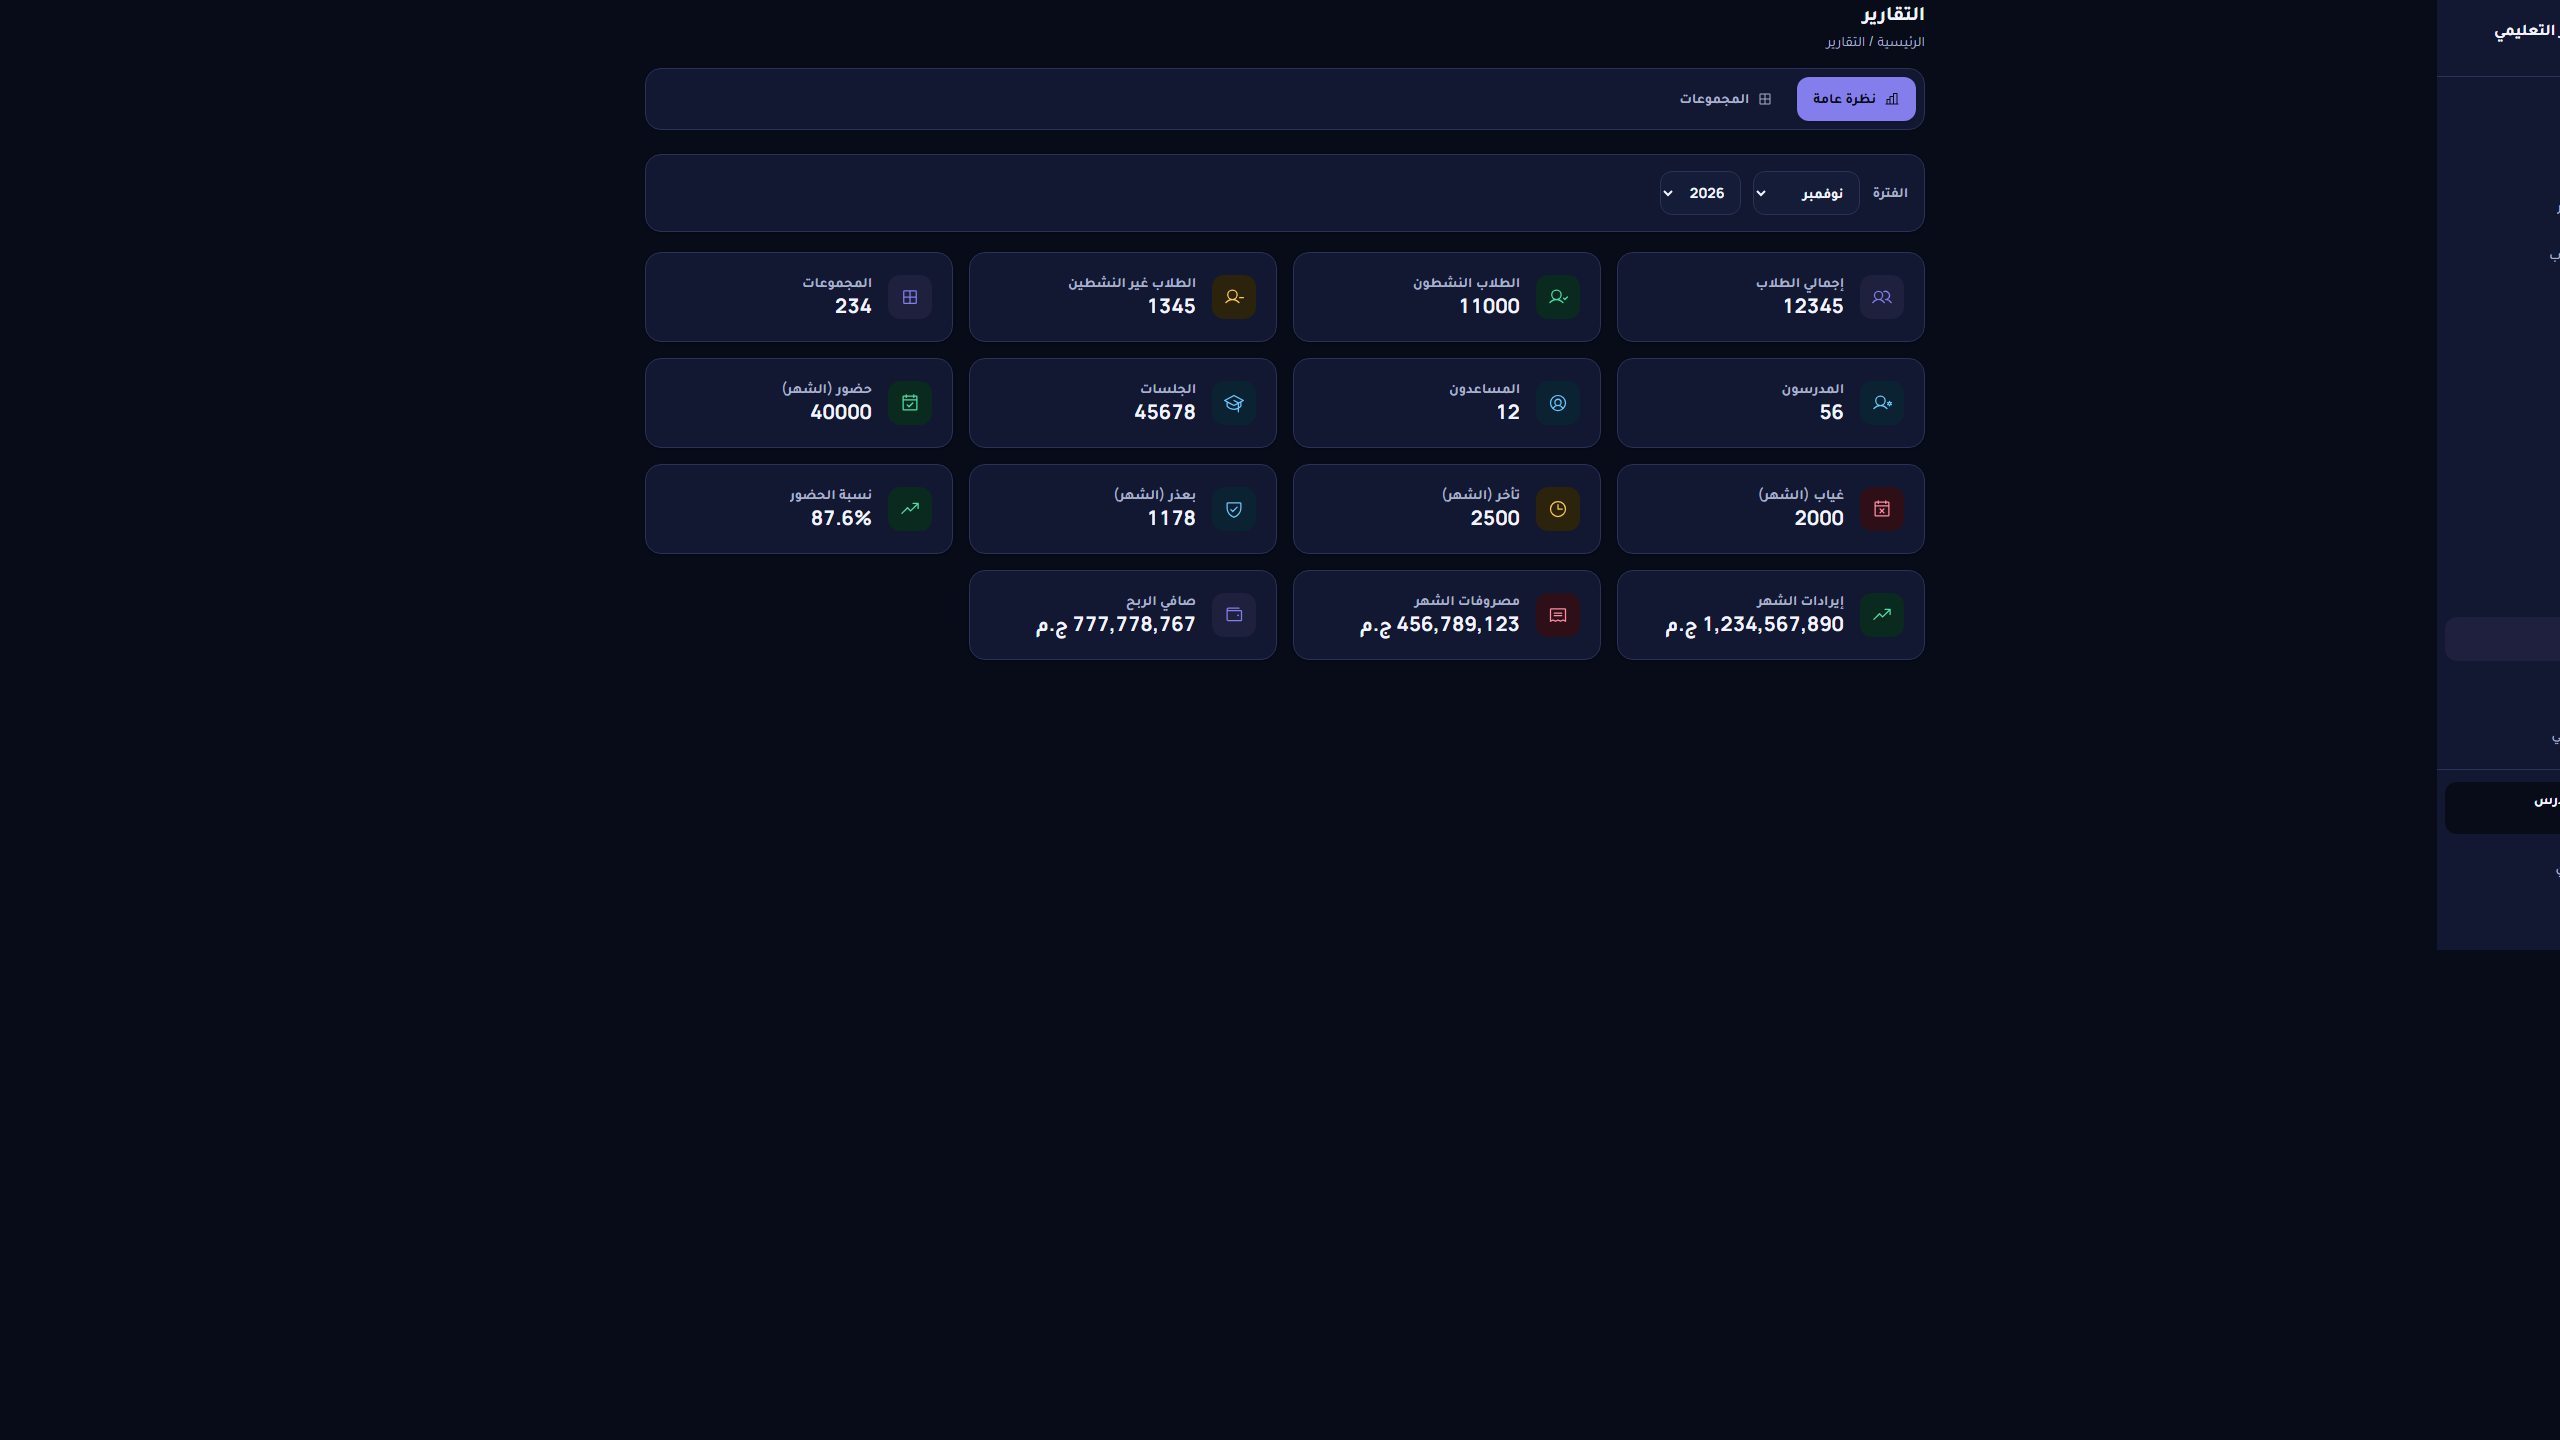 التعليمي
التقارير
الرئيسية / التقارير
نظرة عامة
المجموعات
الفترة
نوفمبر
2026
إجمالي الطلاب
12345
الطلاب النشطون
11000
الطلاب غير النشطين
1345
المجموعات
234
المدرسون
56
المساعدون
12
الجلسات
45678
حضور (الشهر)
40000
غياب (الشهر)
2000
تأخر (الشهر)
2500
بعذر (الشهر)
1178
نسبة الحضور
87.6%
إيرادات الشهر
1,234,567,890 ج.م
مصروفات الشهر
456,789,123 ج.م
صافي الربح
777,778,767 ج.م